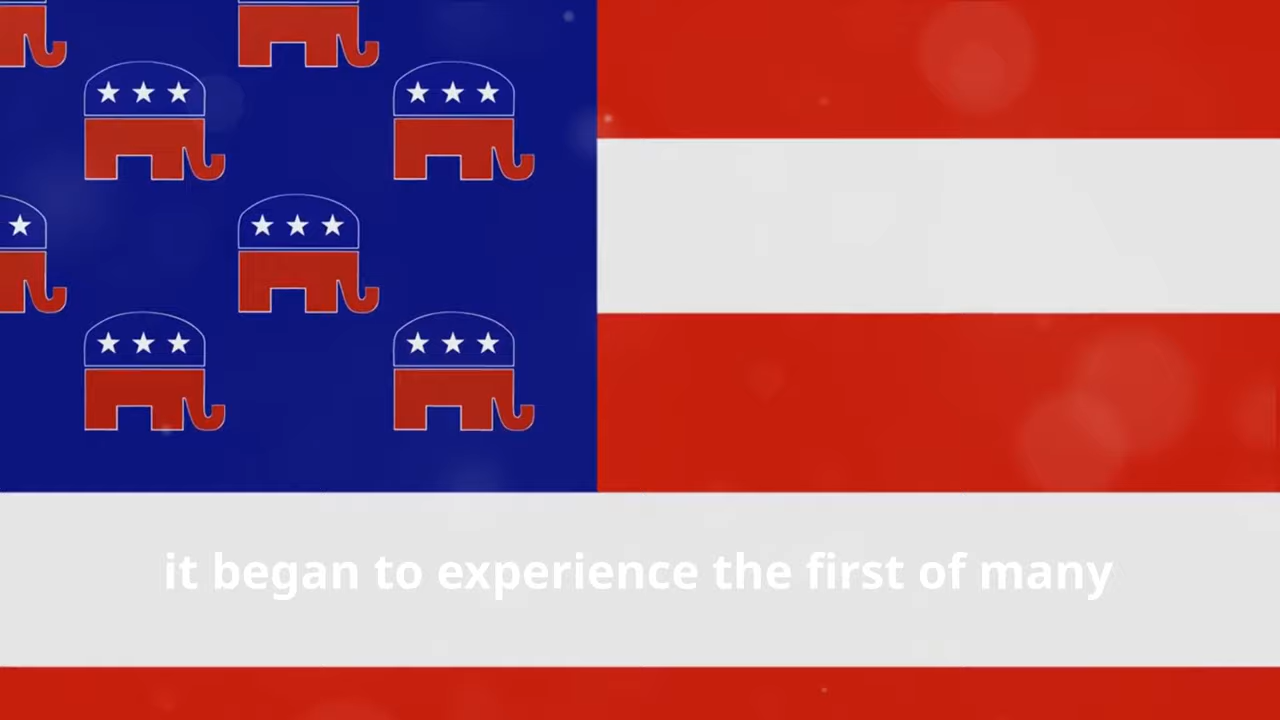 it began to experience the first of many